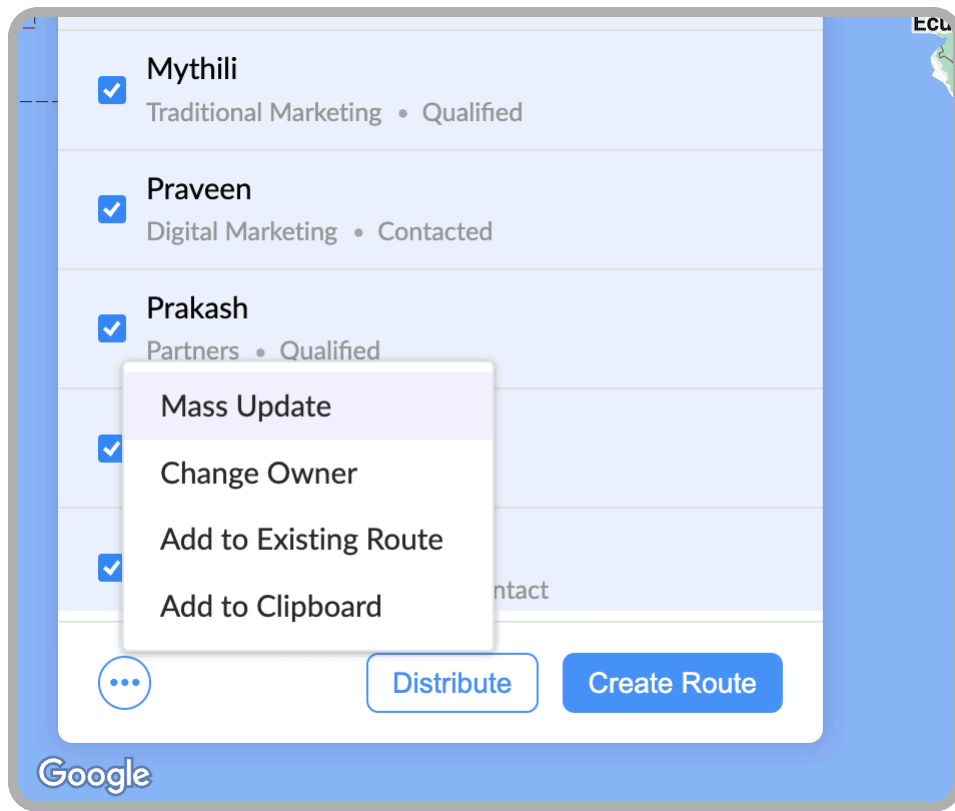 Ecu
Mythili
Traditional Marketing • Qualified
Praveen
Digital Marketing • Contacted
Prakash
Partners • Qualified
Mass Update
Change Owner
Add to Existing Route
Add to Clipboard
ntact
Distribute
Create Route
Google